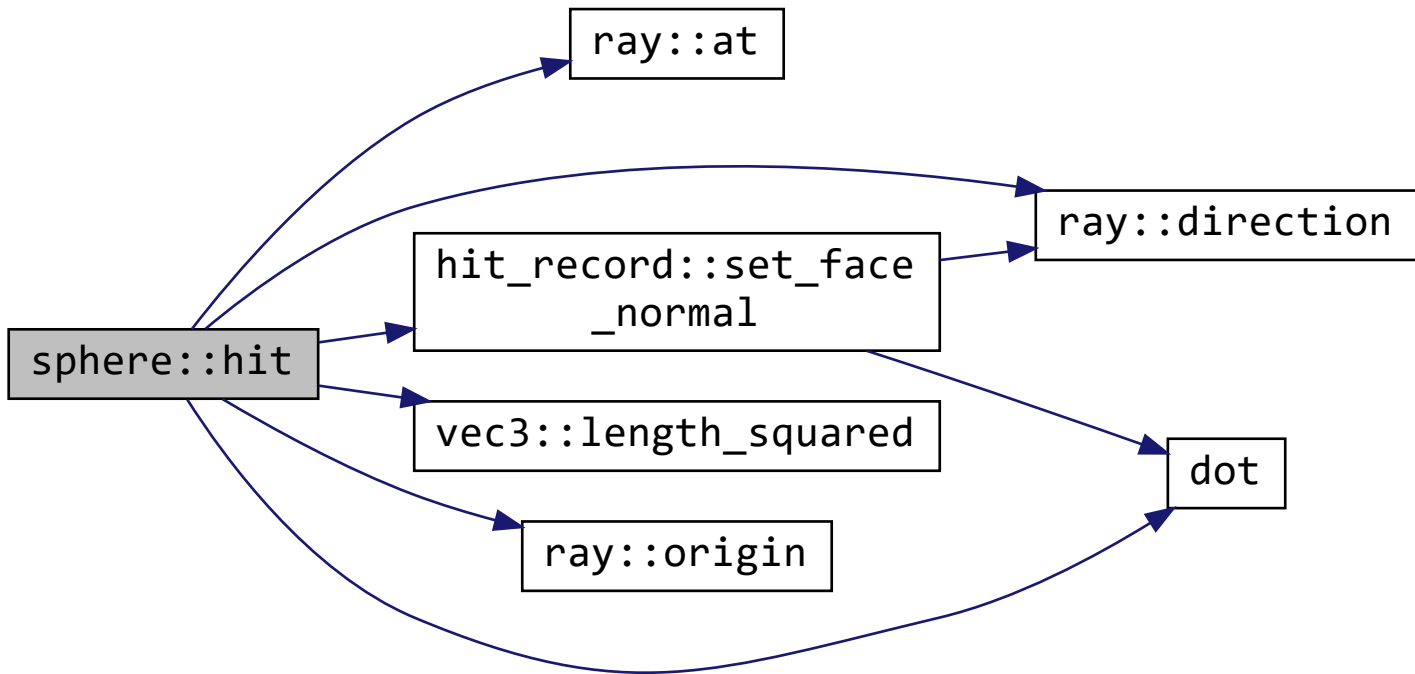 ray::at
ray::direction
hit_record::set_face
_normal
sphere::hit
vec3::length_squared
dot
ray::origin